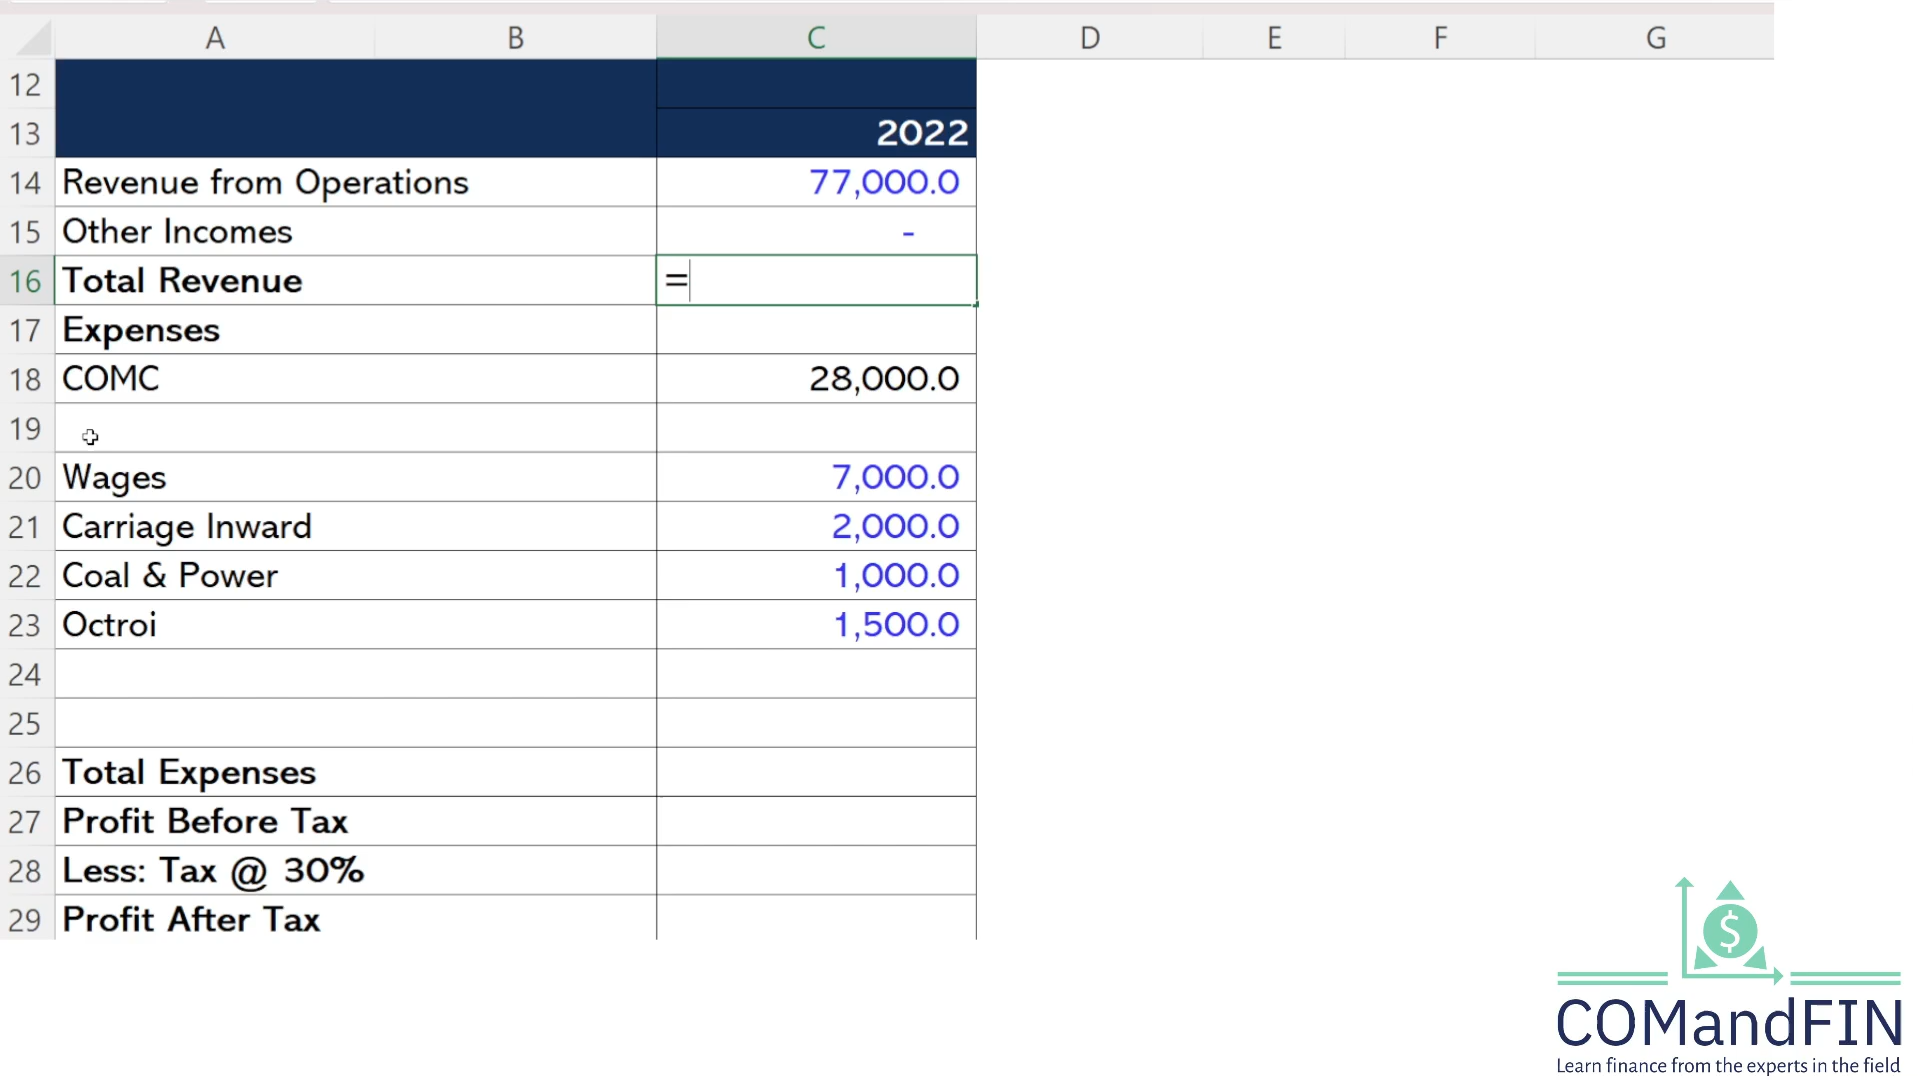 A B C D E F G
12
13 2022
14 Revenue from Operations 77,000.0
15 Other Incomes -
16 Total Revenue =
17 Expenses
18 COMC 28,000.0
19
20 Wages 7,000.0
21 Carriage Inward 2,000.0
22 Coal & Power 1,000.0
23 Octroi 1,500.0
24
25
26 Total Expenses
27 Profit Before Tax
28 Less: Tax @ 30%
29 Profit After Tax
$
COMandFIN
Learn finance from the experts in the field